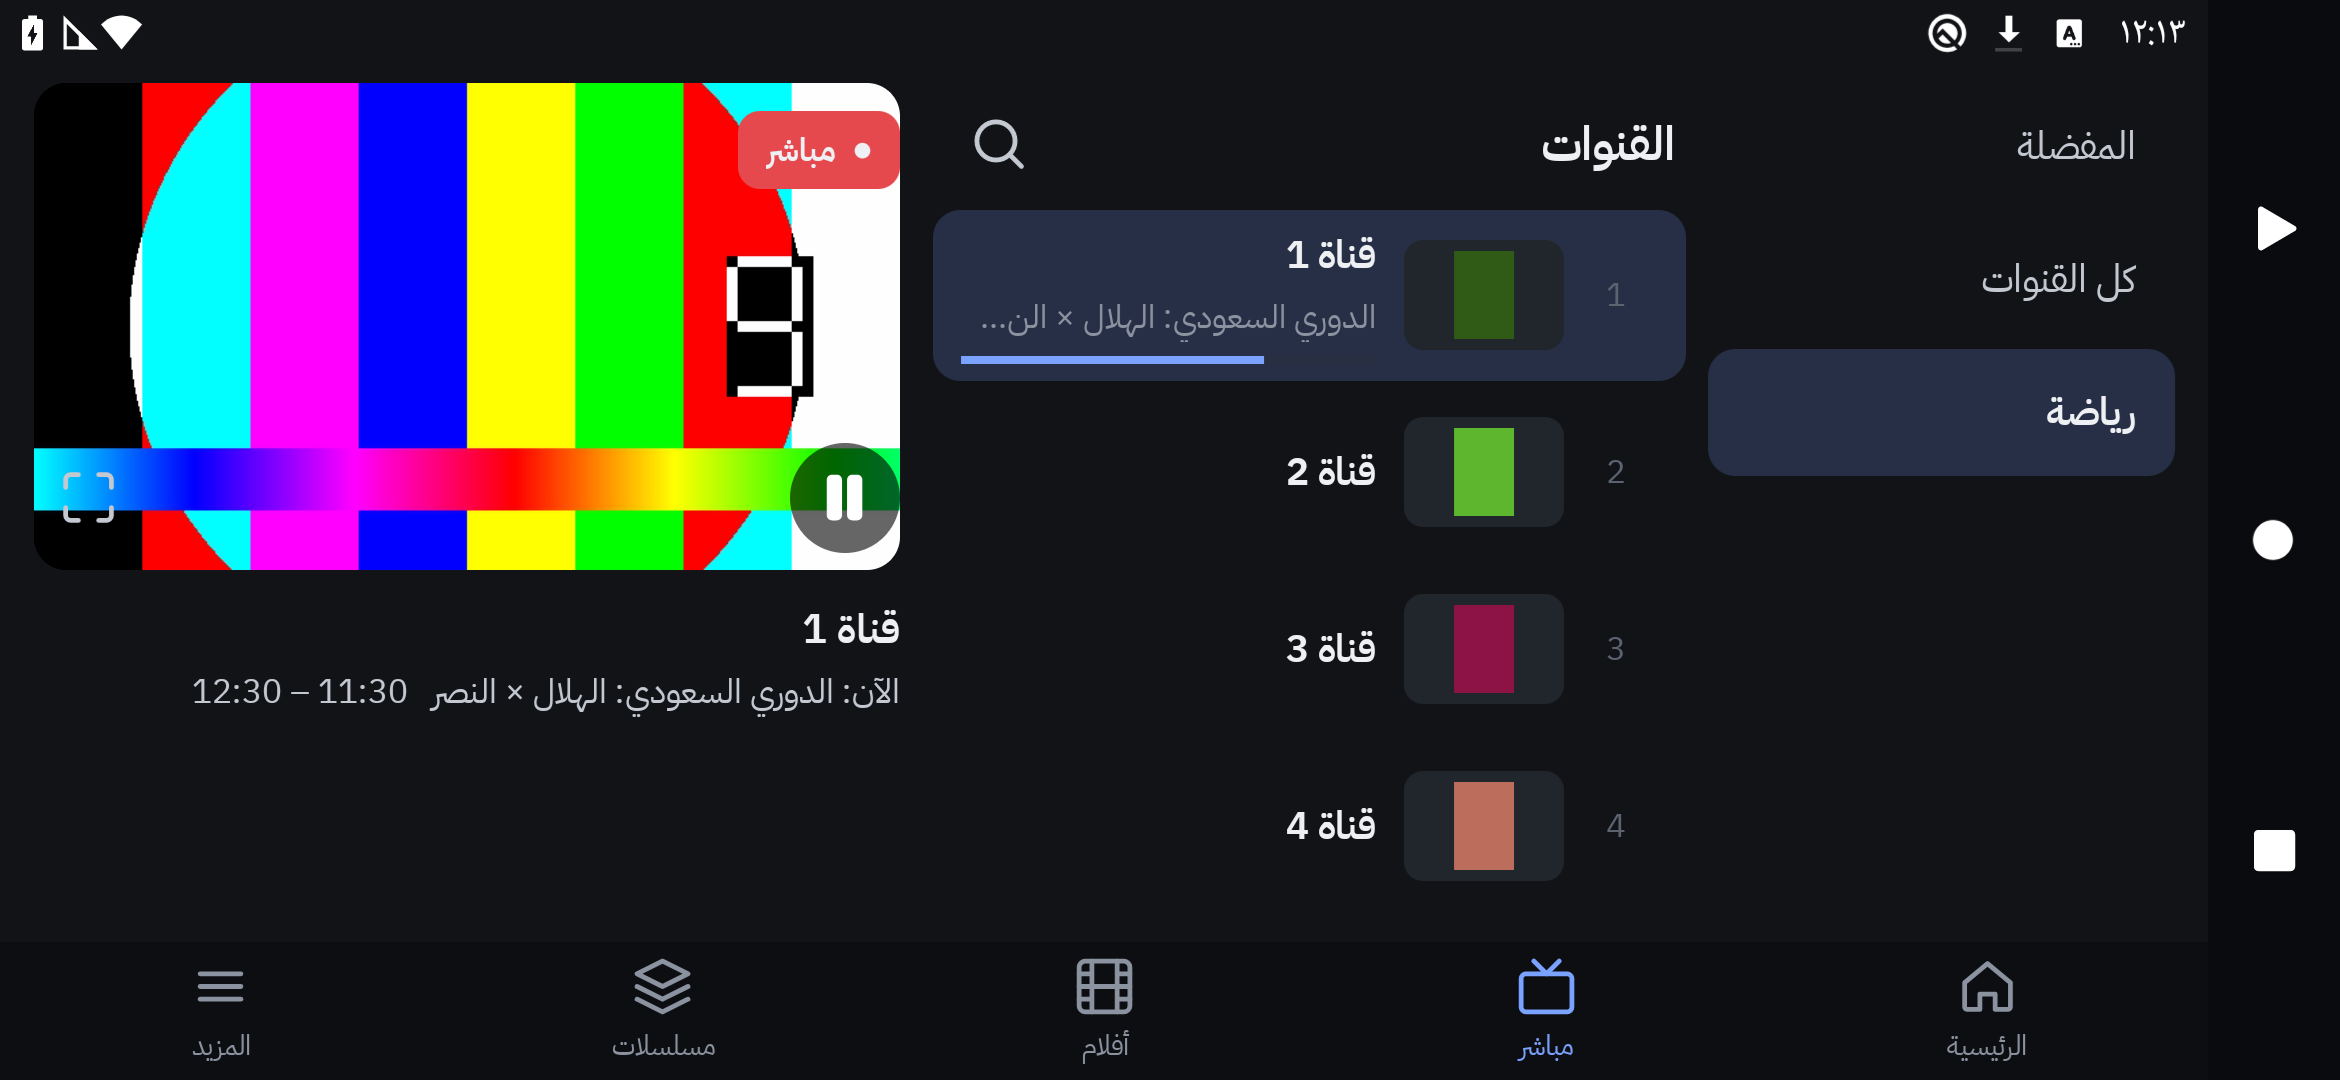 ١٢:١٣
المفضلة
كل القنوات
رياضة
القنوات
1
قناة 1
الدوري السعودي: الهلال × الن...
2
قناة 2
3
قناة 3
4
قناة 4
مباشر
9
قناة 1
الآن: الدوري السعودي: الهلال × النصر 11:30 – 12:30
الرئيسية
مباشر
أفلام
مسلسلات
المزيد